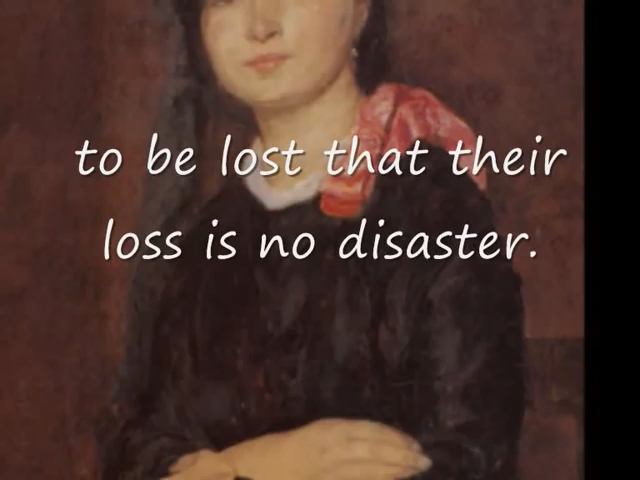 to be lost that their
loss is no disaster.